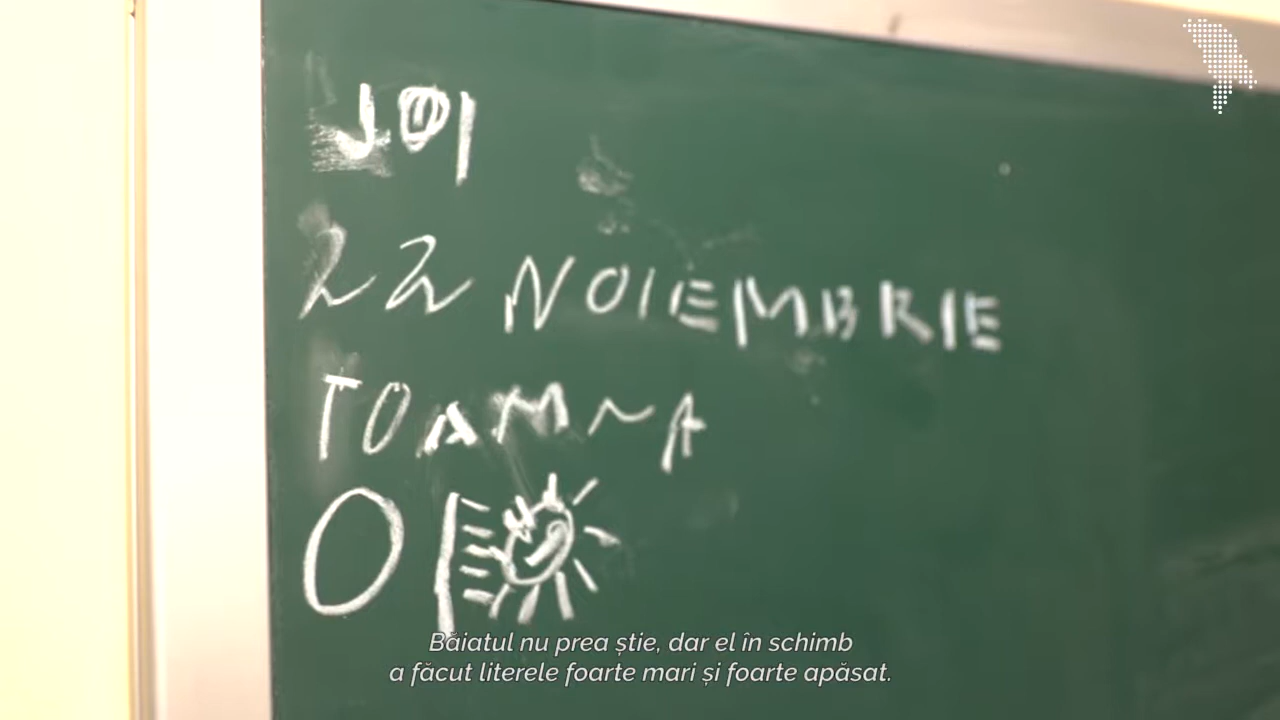 JOI
22 NOIEMBRIE
TOAMNA
O
Băiatul nu prea știe, dar el în schimb
a făcut literele foarte mari și foarte apăsat.